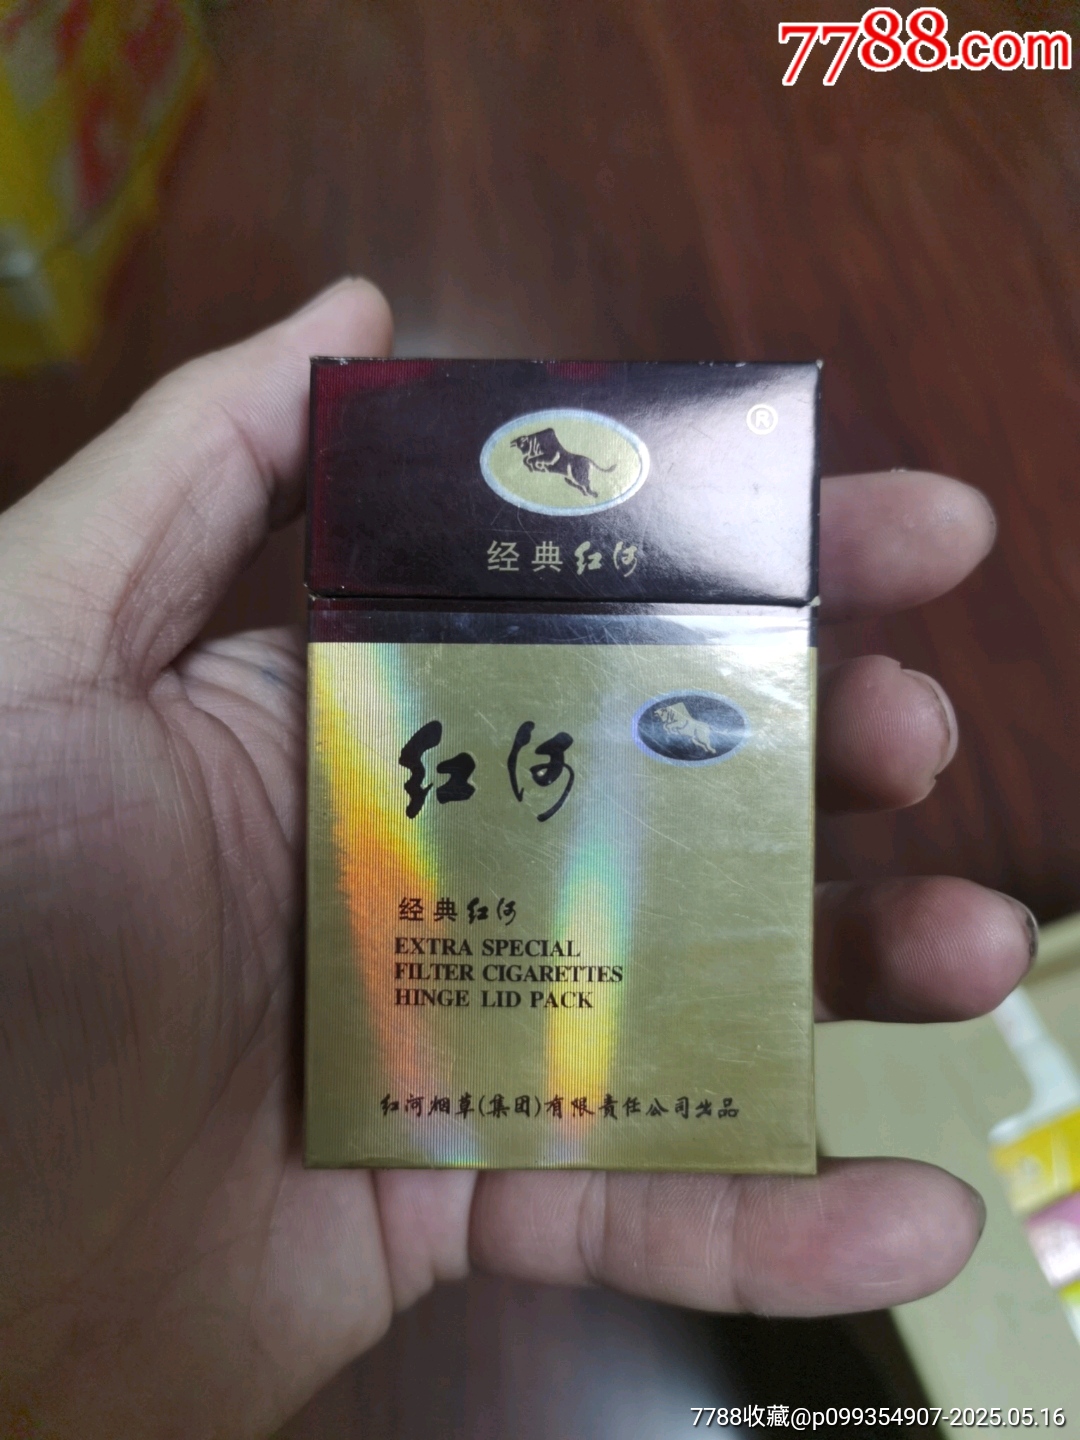 7788.com
®
经典红河
红河
经典红河
EXTRA SPECIAL
FILTER CIGARETTES
HINGE LID PACK
红河烟草(集团)有限责任公司出品
7788收藏@p099354907-2025.05.16